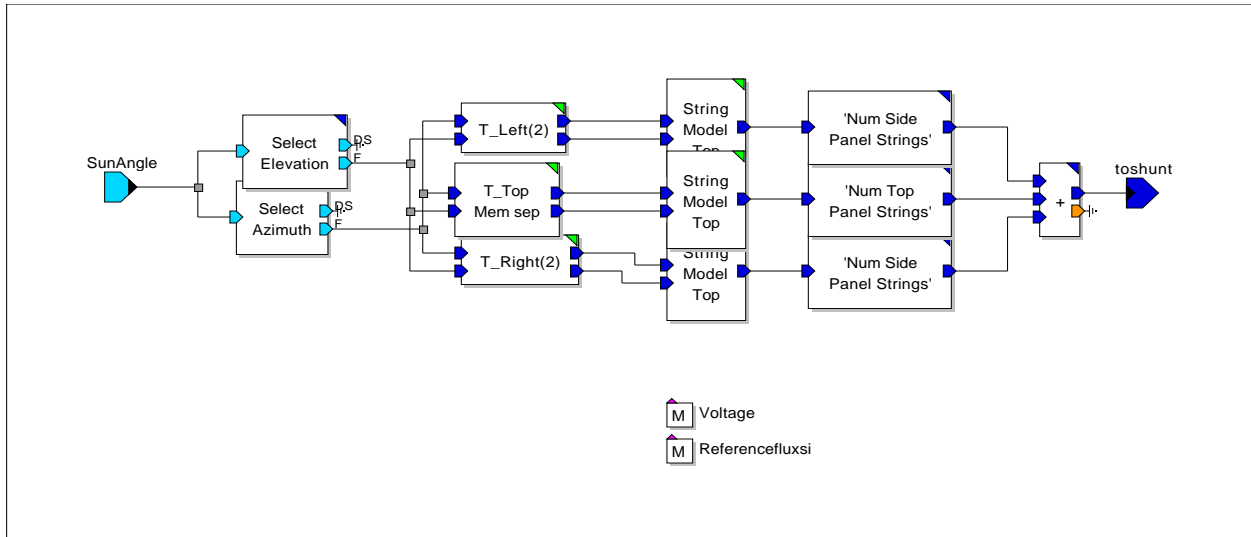 SunAngle
Select
Elevation
DS
F
Select
Azimuth
DS
F
T_Left(2)
T_Top
Mem sep
T_Right(2)
String
Model
Top
String
Model
Top
String
Model
Top
'Num Side
Panel Strings'
'Num Top
Panel Strings'
'Num Side
Panel Strings'
+
toshunt
M Voltage
M Referencefluxsi